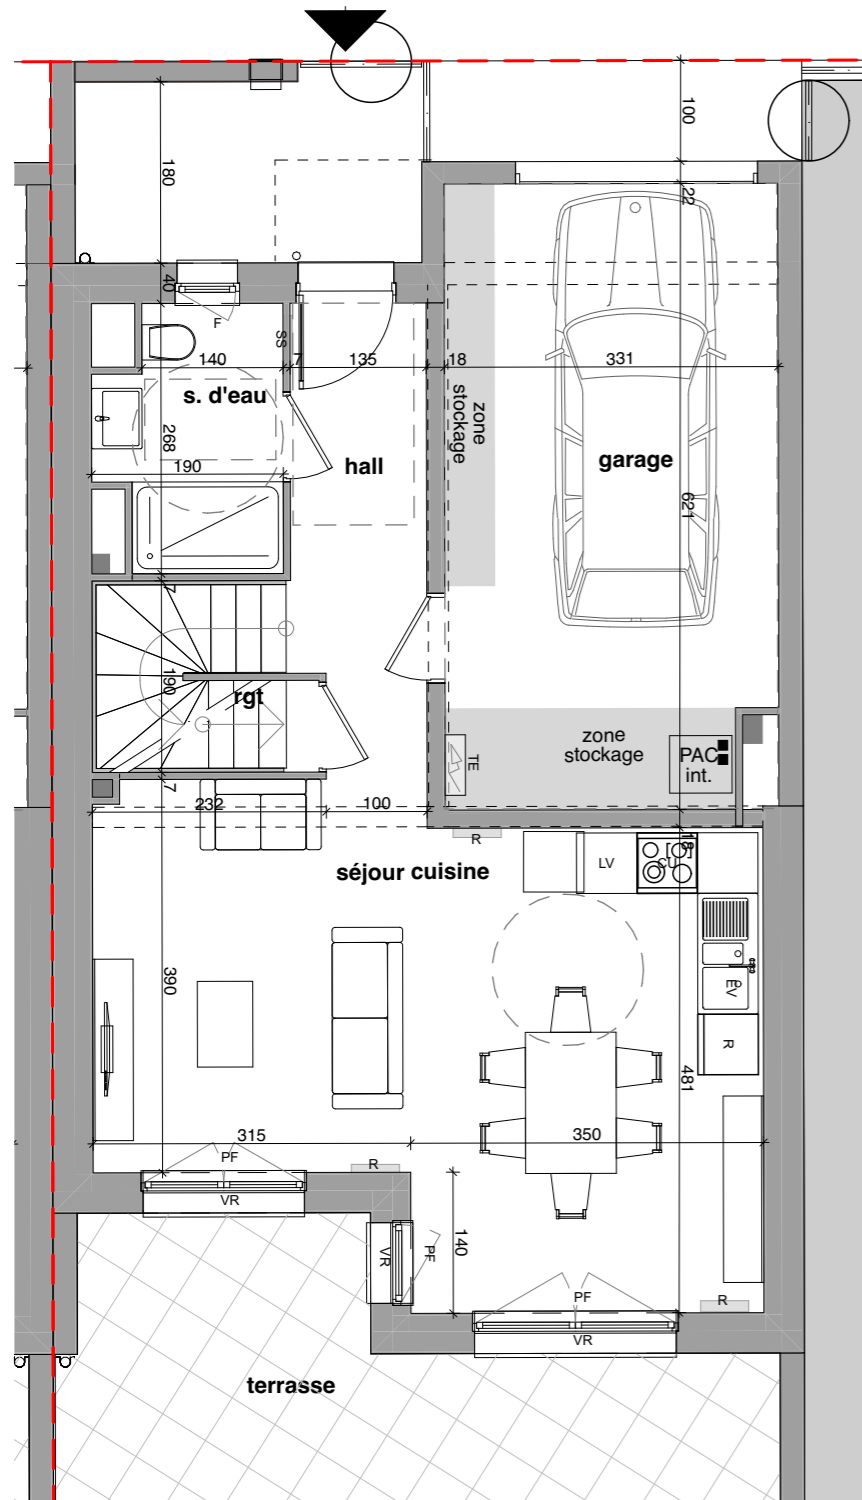 100
180
22
40
F
SS
140
7
135
18
331
s. d'eau
zone
stockage
268
hall
garage
190
621
7
190
rgt
zone
stockage
PAC
int.
TE
7
232
100
R
18
LV
CU
séjour cuisine
390
EV
R
481
315
350
PF
R
VR
140
VR
PF
PF
R
VR
terrasse